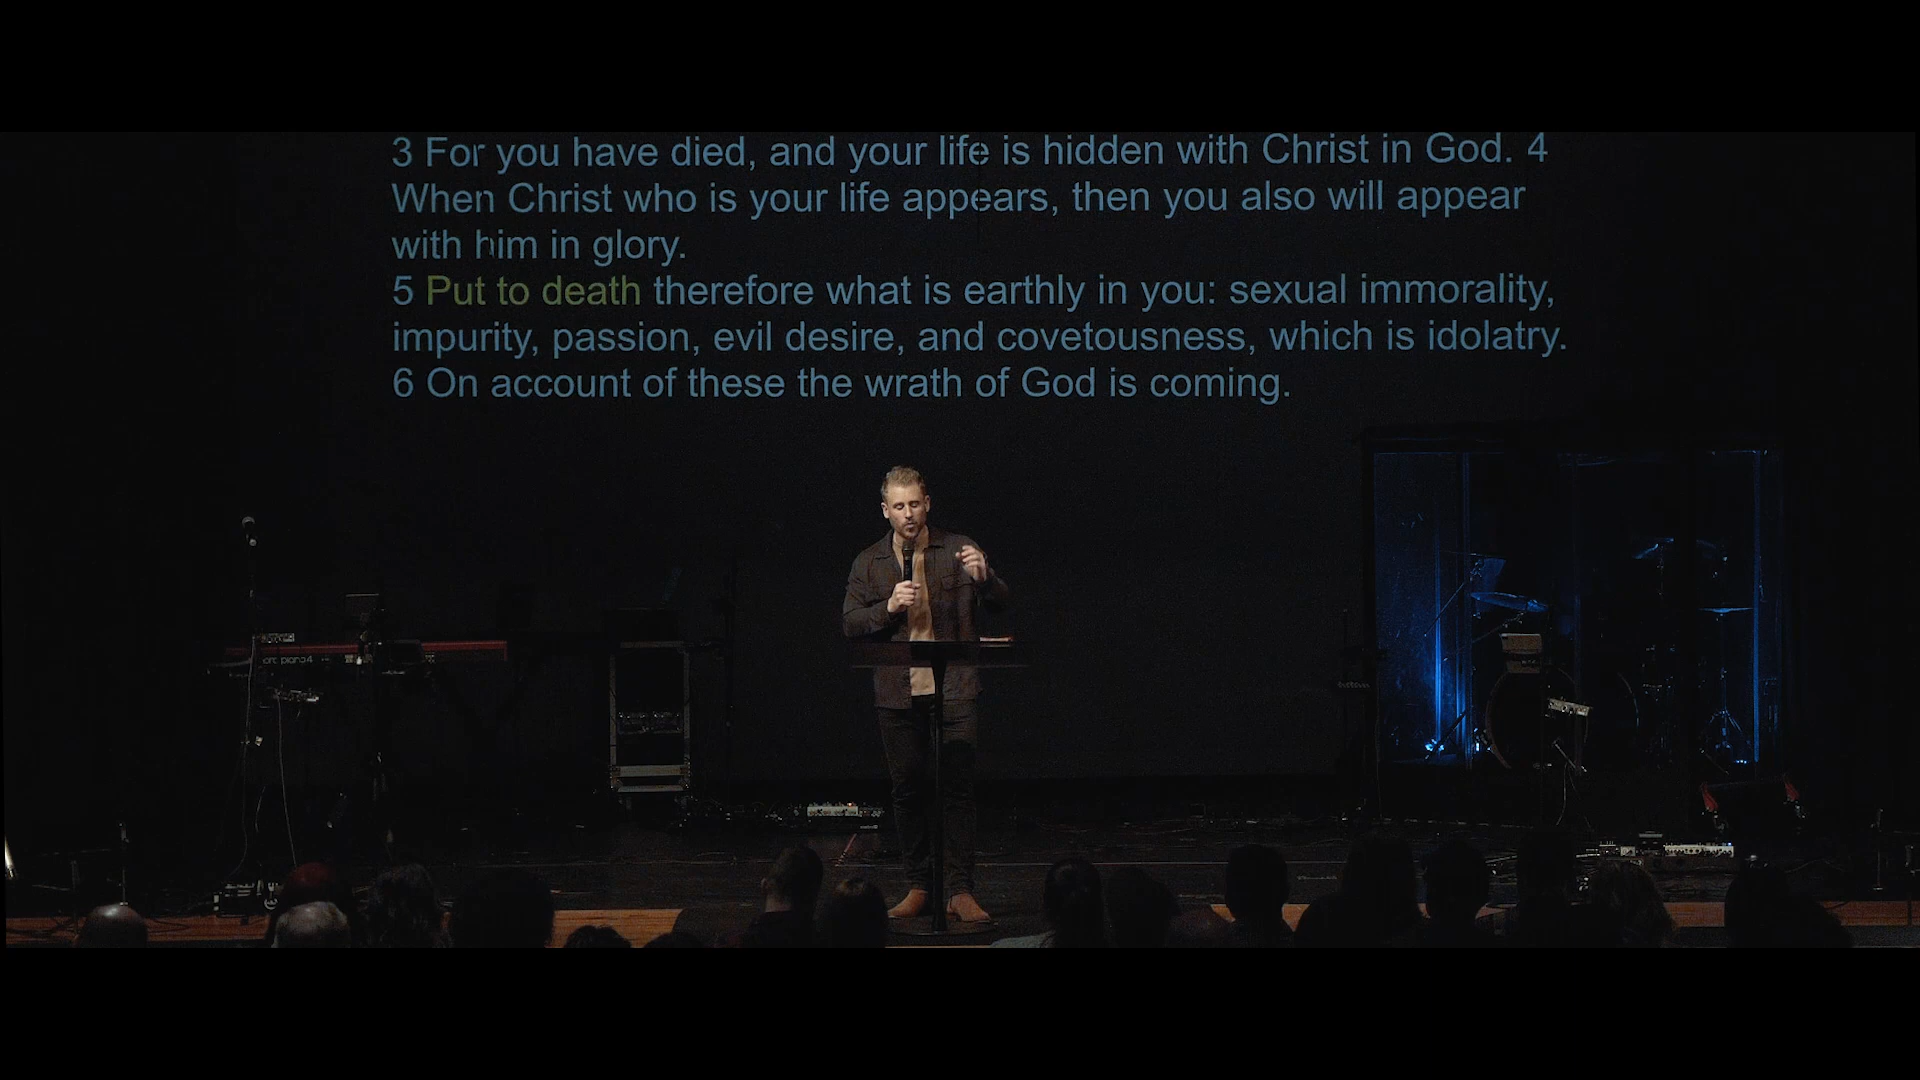 3 For you have died, and your life is hidden with Christ in God. 4
When Christ who is your life appears, then you also will appear
with him in glory.
5 Put to death therefore what is earthly in you: sexual immorality,
impurity, passion, evil desire, and covetousness, which is idolatry.
6 On account of these the wrath of God is coming.